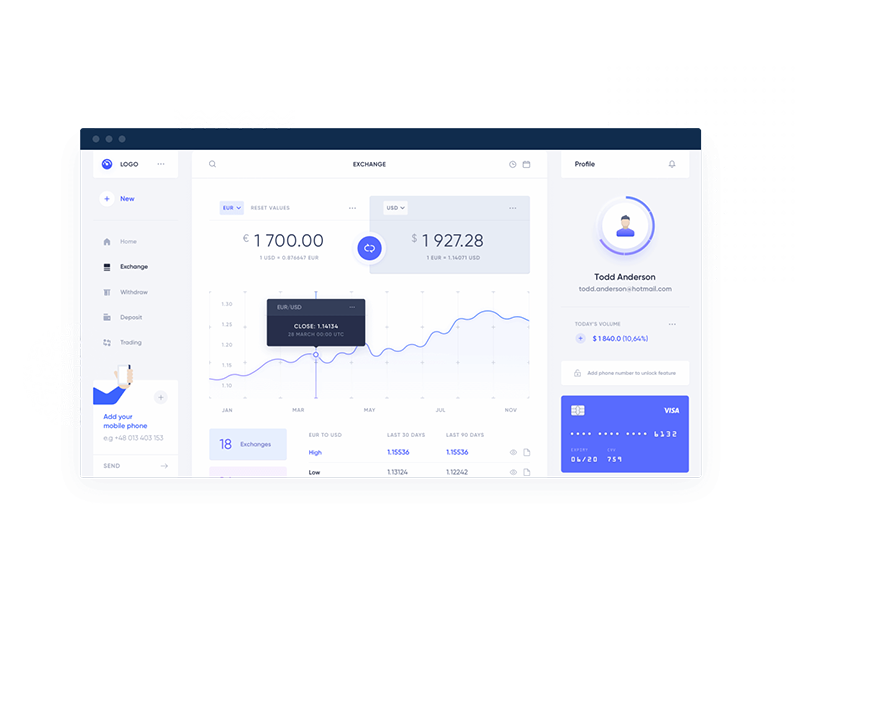 LOGO
New
Home
Exchange
Withdraw
Deposit
Trading
Add your
mobile phone
e.g +48 013 403 153
SEND
EXCHANGE
EUR RESET VALUES
€ 1 700.00
1 USD = 0.876447 EUR
USD
$ 1 927.28
1 EUR = 1.14071 USD
1.30
1.25
1.20
1.15
1.10
EUR/USD
CLOSE: 1.14134
28 MARCH 00:00 UTC
JAN MAR MAY JUL NOV
18 Exchanges
EUR TO USD LAST 30 DAYS LAST 90 DAYS
High 1.15536 1.15536
Low 1.13124 1.12242
Profile
Todd Anderson
todd.anderson@hotmail.com
TODAY'S VOLUME
$ 1 840.0 (10,64%)
Add phone number to unlock feature
VISA
•••• •••• •••• 6132
EXPIRY CSV
06/20 759